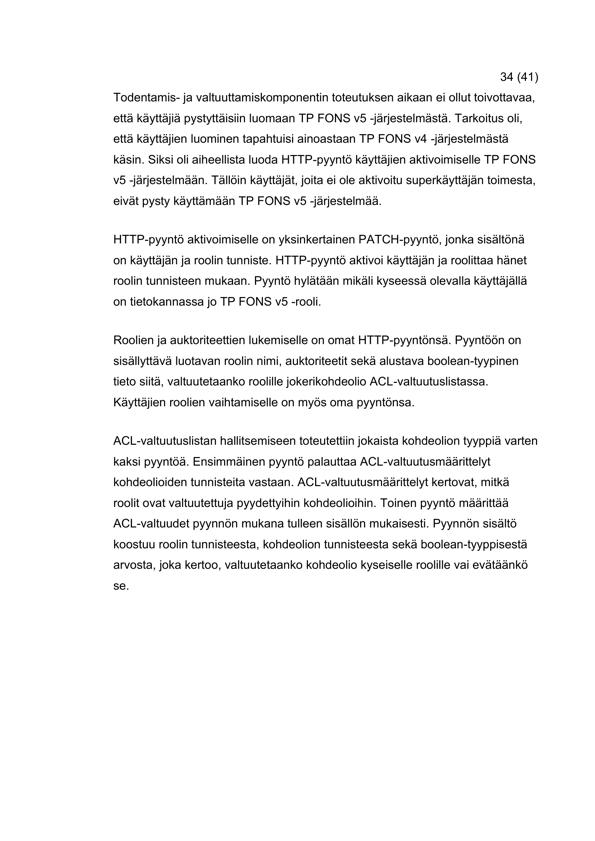 34 (41)
Todentamis- ja valtuuttamiskomponentin toteutuksen aikaan ei ollut toivottavaa,
että käyttäjiä pystyttäisiin luomaan TP FONS v5 -järjestelmästä. Tarkoitus oli,
että käyttäjien luominen tapahtuisi ainoastaan TP FONS v4 -järjestelmästä
käsin. Siksi oli aiheellista luoda HTTP-pyyntö käyttäjien aktivoimiselle TP FONS
v5 -järjestelmään. Tällöin käyttäjät, joita ei ole aktivoitu superkäyttäjän toimesta,
eivät pysty käyttämään TP FONS v5 -järjestelmää.
HTTP-pyyntö aktivoimiselle on yksinkertainen PATCH-pyyntö, jonka sisältönä
on käyttäjän ja roolin tunniste. HTTP-pyyntö aktivoi käyttäjän ja roolittaa hänet
roolin tunnisteen mukaan. Pyyntö hylätään mikäli kyseessä olevalla käyttäjällä
on tietokannassa jo TP FONS v5 -rooli.
Roolien ja auktoriteettien lukemiselle on omat HTTP-pyyntönsä. Pyyntöön on
sisällyttävä luotavan roolin nimi, auktoriteetit sekä alustava boolean-tyypinen
tieto siitä, valtuutetaanko roolille jokerikohdeolio ACL-valtuutuslistassa.
Käyttäjien roolien vaihtamiselle on myös oma pyyntönsa.
ACL-valtuutuslistan hallitsemiseen toteutettiin jokaista kohdeolion tyyppiä varten
kaksi pyyntöä. Ensimmäinen pyyntö palauttaa ACL-valtuutusmäärittelyt
kohdeolioiden tunnisteita vastaan. ACL-valtuutusmäärittelyt kertovat, mitkä
roolit ovat valtuutettuja pyydettyihin kohdeolioihin. Toinen pyyntö määrittää
ACL-valtuudet pyynnön mukana tulleen sisällön mukaisesti. Pyynnön sisältö
koostuu roolin tunnisteesta, kohdeolion tunnisteesta sekä boolean-tyyppisestä
arvosta, joka kertoo, valtuutetaanko kohdeolio kyseiselle roolille vai evätäänkö
se.